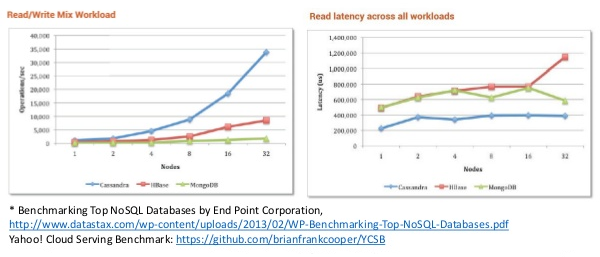 Read/Write Mix Workload
Read latency across all workloads
40,000
35,000
30,000
25,000
20,000
15,000
10,000
5,000
0
Operations/sec
1 2 4 8 16 32
Nodes
Cassandra HBase MongoDB
1,400,000
1,200,000
1,000,000
800,000
600,000
400,000
200,000
0
Latency (us)
1 2 4 8 16 32
Nodes
Cassandra HBase MongoDB
* Benchmarking Top NoSQL Databases by End Point Corporation,
http://www.datastax.com/wp-content/uploads/2013/02/WP-Benchmarking-Top-NoSQL-Databases.pdf
Yahoo! Cloud Serving Benchmark: https://github.com/brianfrankcooper/YCSB